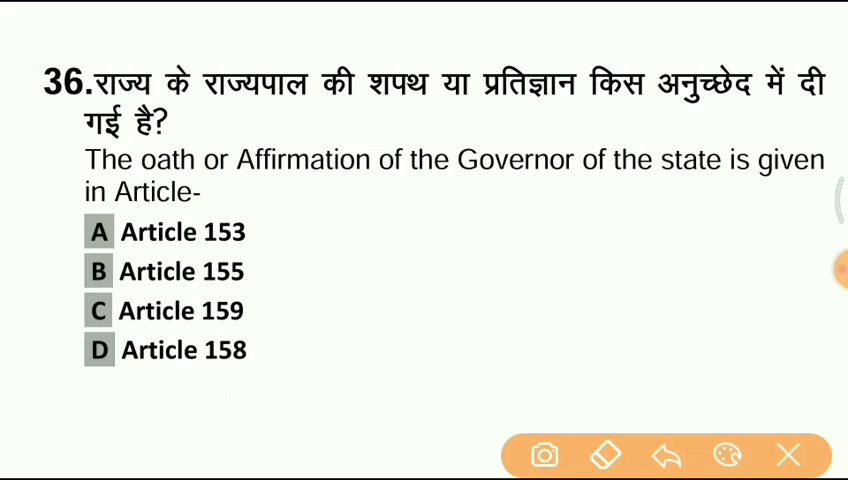 36.राज्य के राज्यपाल की शपथ या प्रतिज्ञान किस अनुच्छेद में दी
गई है?
The oath or Affirmation of the Governor of the state is given
in Article-
A Article 153
B Article 155
C Article 159
D Article 158